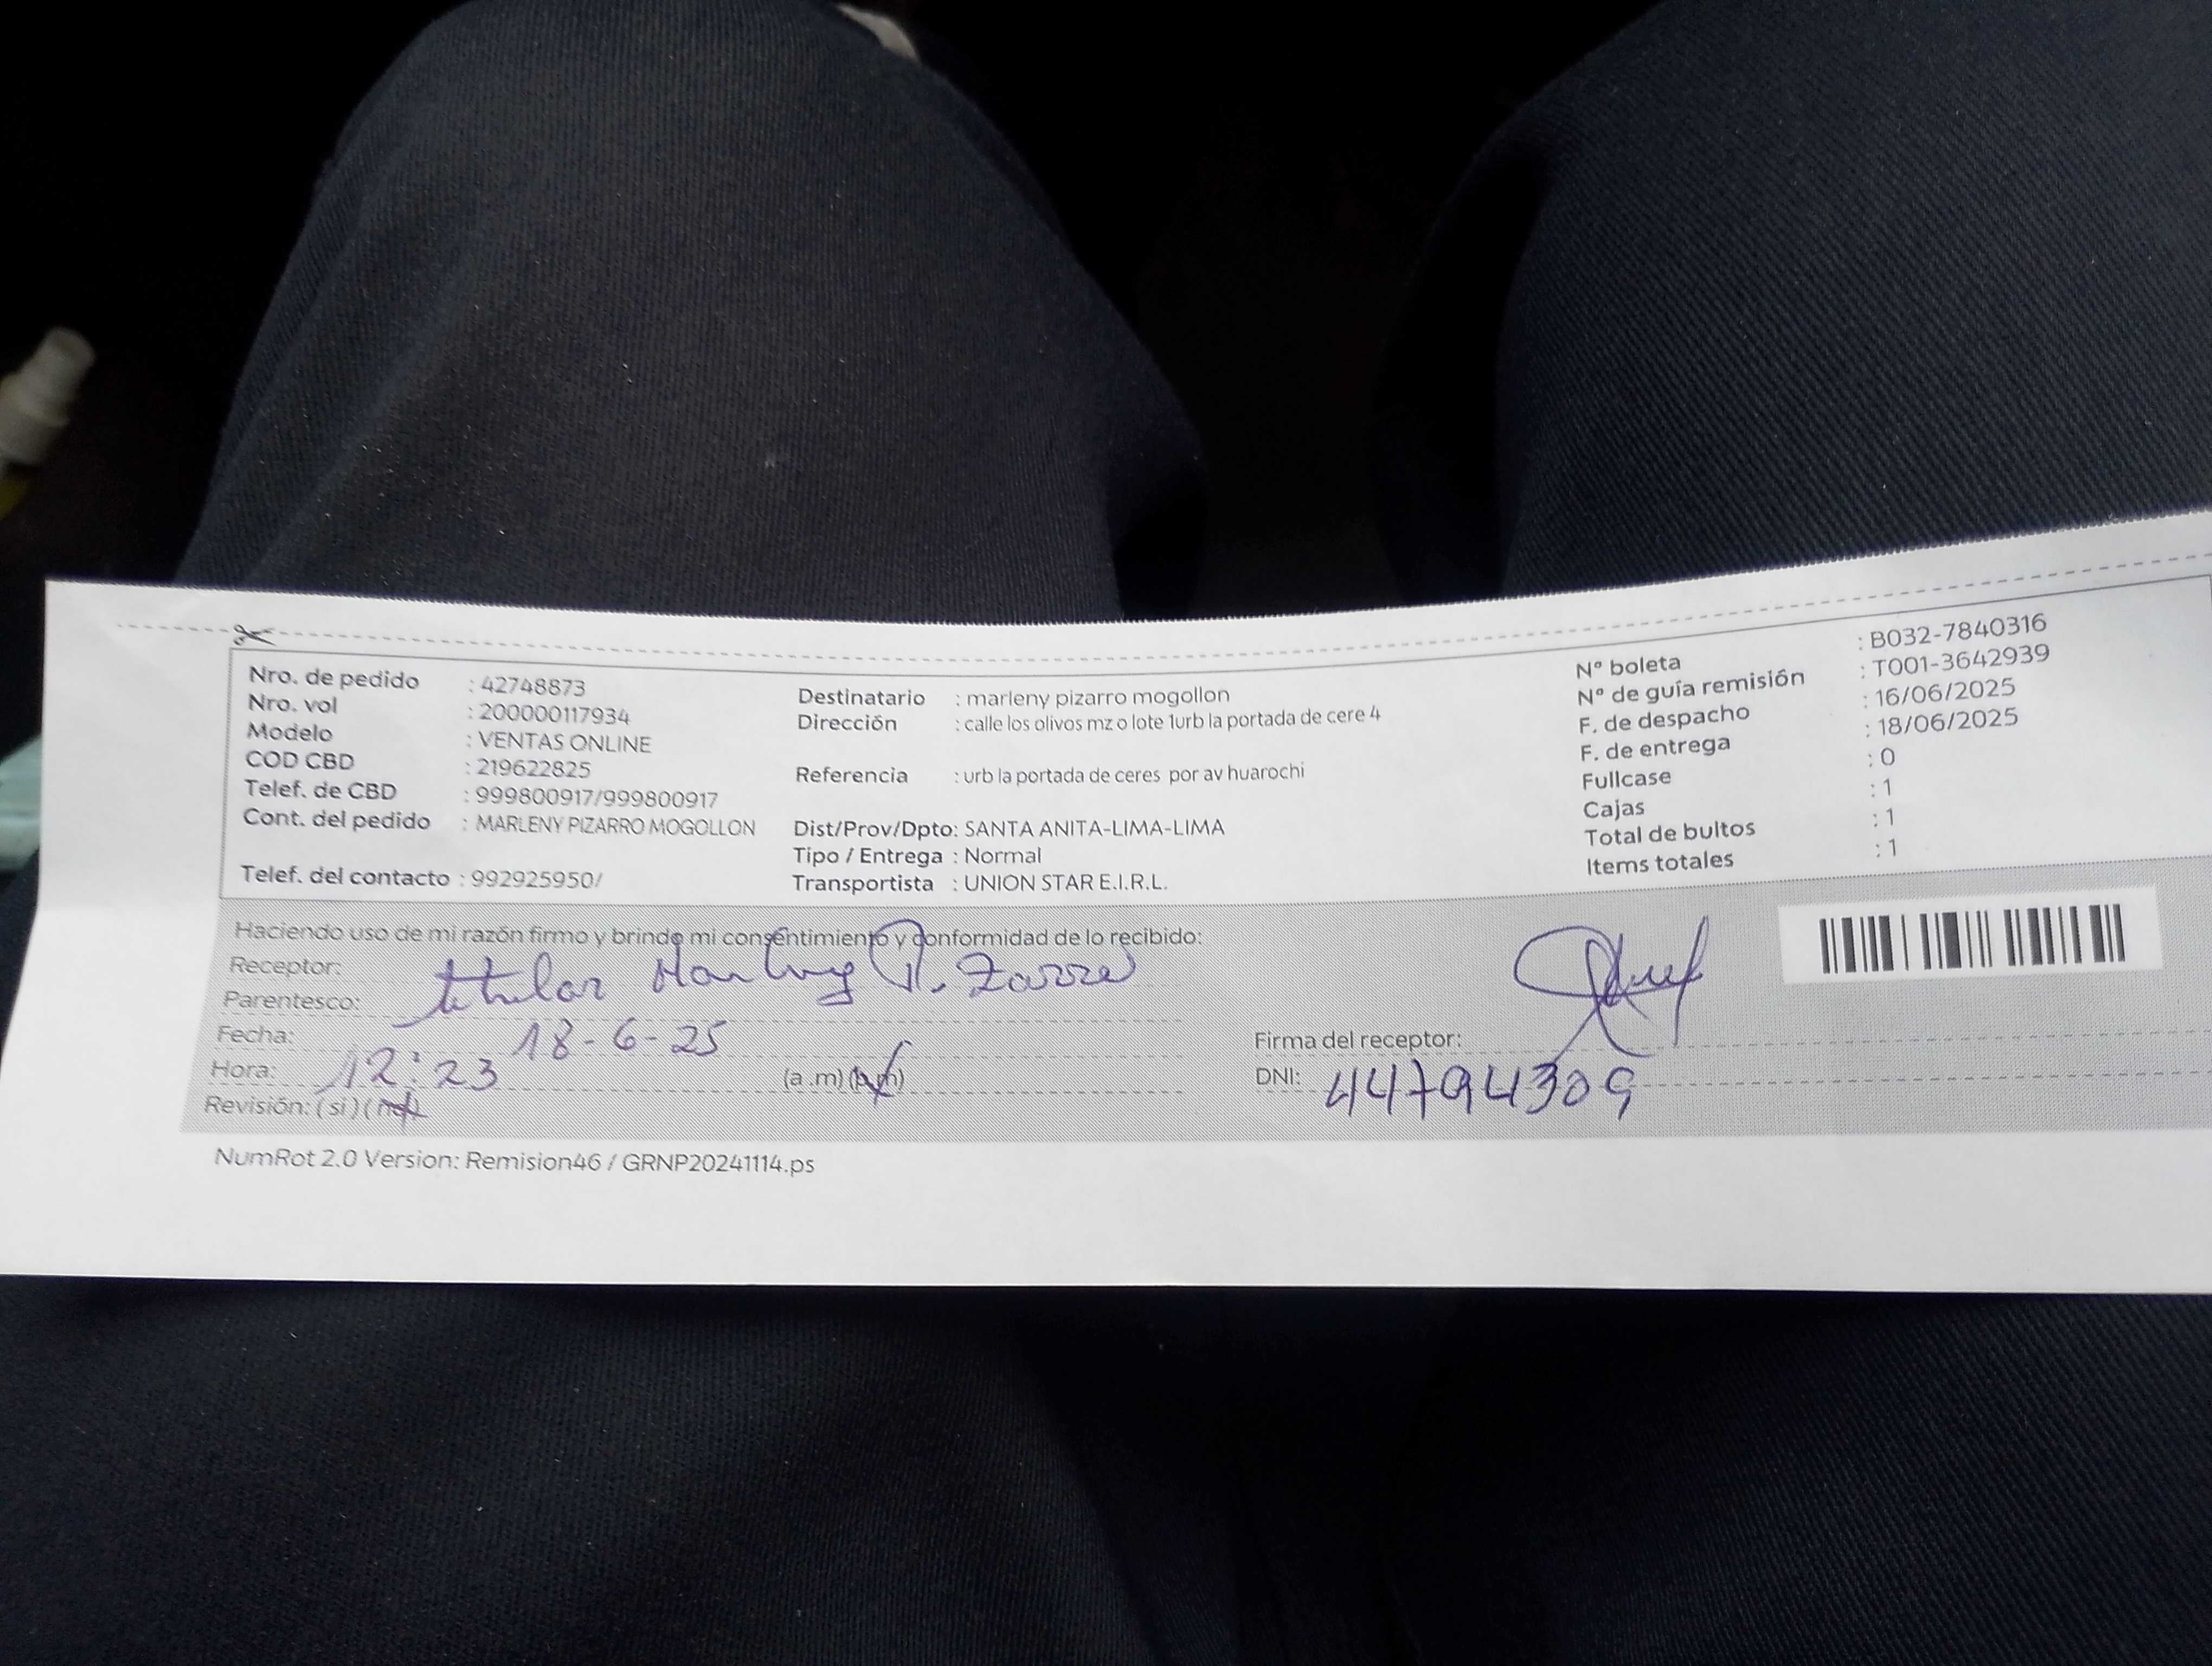 Nro. de pedido : 42748873
Nro. vol : 200000117934
Modelo : VENTAS ONLINE
COD CBD : 219622825
Telef. de CBD : 999800917/999800917
Cont. del pedido : MARLENY PIZARRO MOGOLLON
Telef. del contacto : 992925950/
Destinatario : marleny pizarro mogollon
Dirección : calle los olivos mz o lote 1urb la portada de cere 4
Referencia : urb la portada de ceres por av huarochi
Dist/Prov/Dpto: SANTA ANITA-LIMA-LIMA
Tipo / Entrega : Normal
Transportista : UNION STAR E.I.R.L.
N° boleta : B032-7840316
N° de guía remisión : T001-3642939
F. de despacho : 16/06/2025
F. de entrega : 18/06/2025
Fullcase : 0
Cajas : 1
Total de bultos : 1
Items totales : 1
Haciendo uso de mi razón firmo y brindo mi consentimiento y conformidad de lo recibido:
Receptor: titular Marleny Pizarro
Parentesco:
Fecha: 18-6-25
Hora: 12:23 (a.m) (p.m)
Revisión: (si) (no)
Firma del receptor:
DNI: 44794309
NumRot 2.0 Version: Remision46 / GRNP20241114.ps